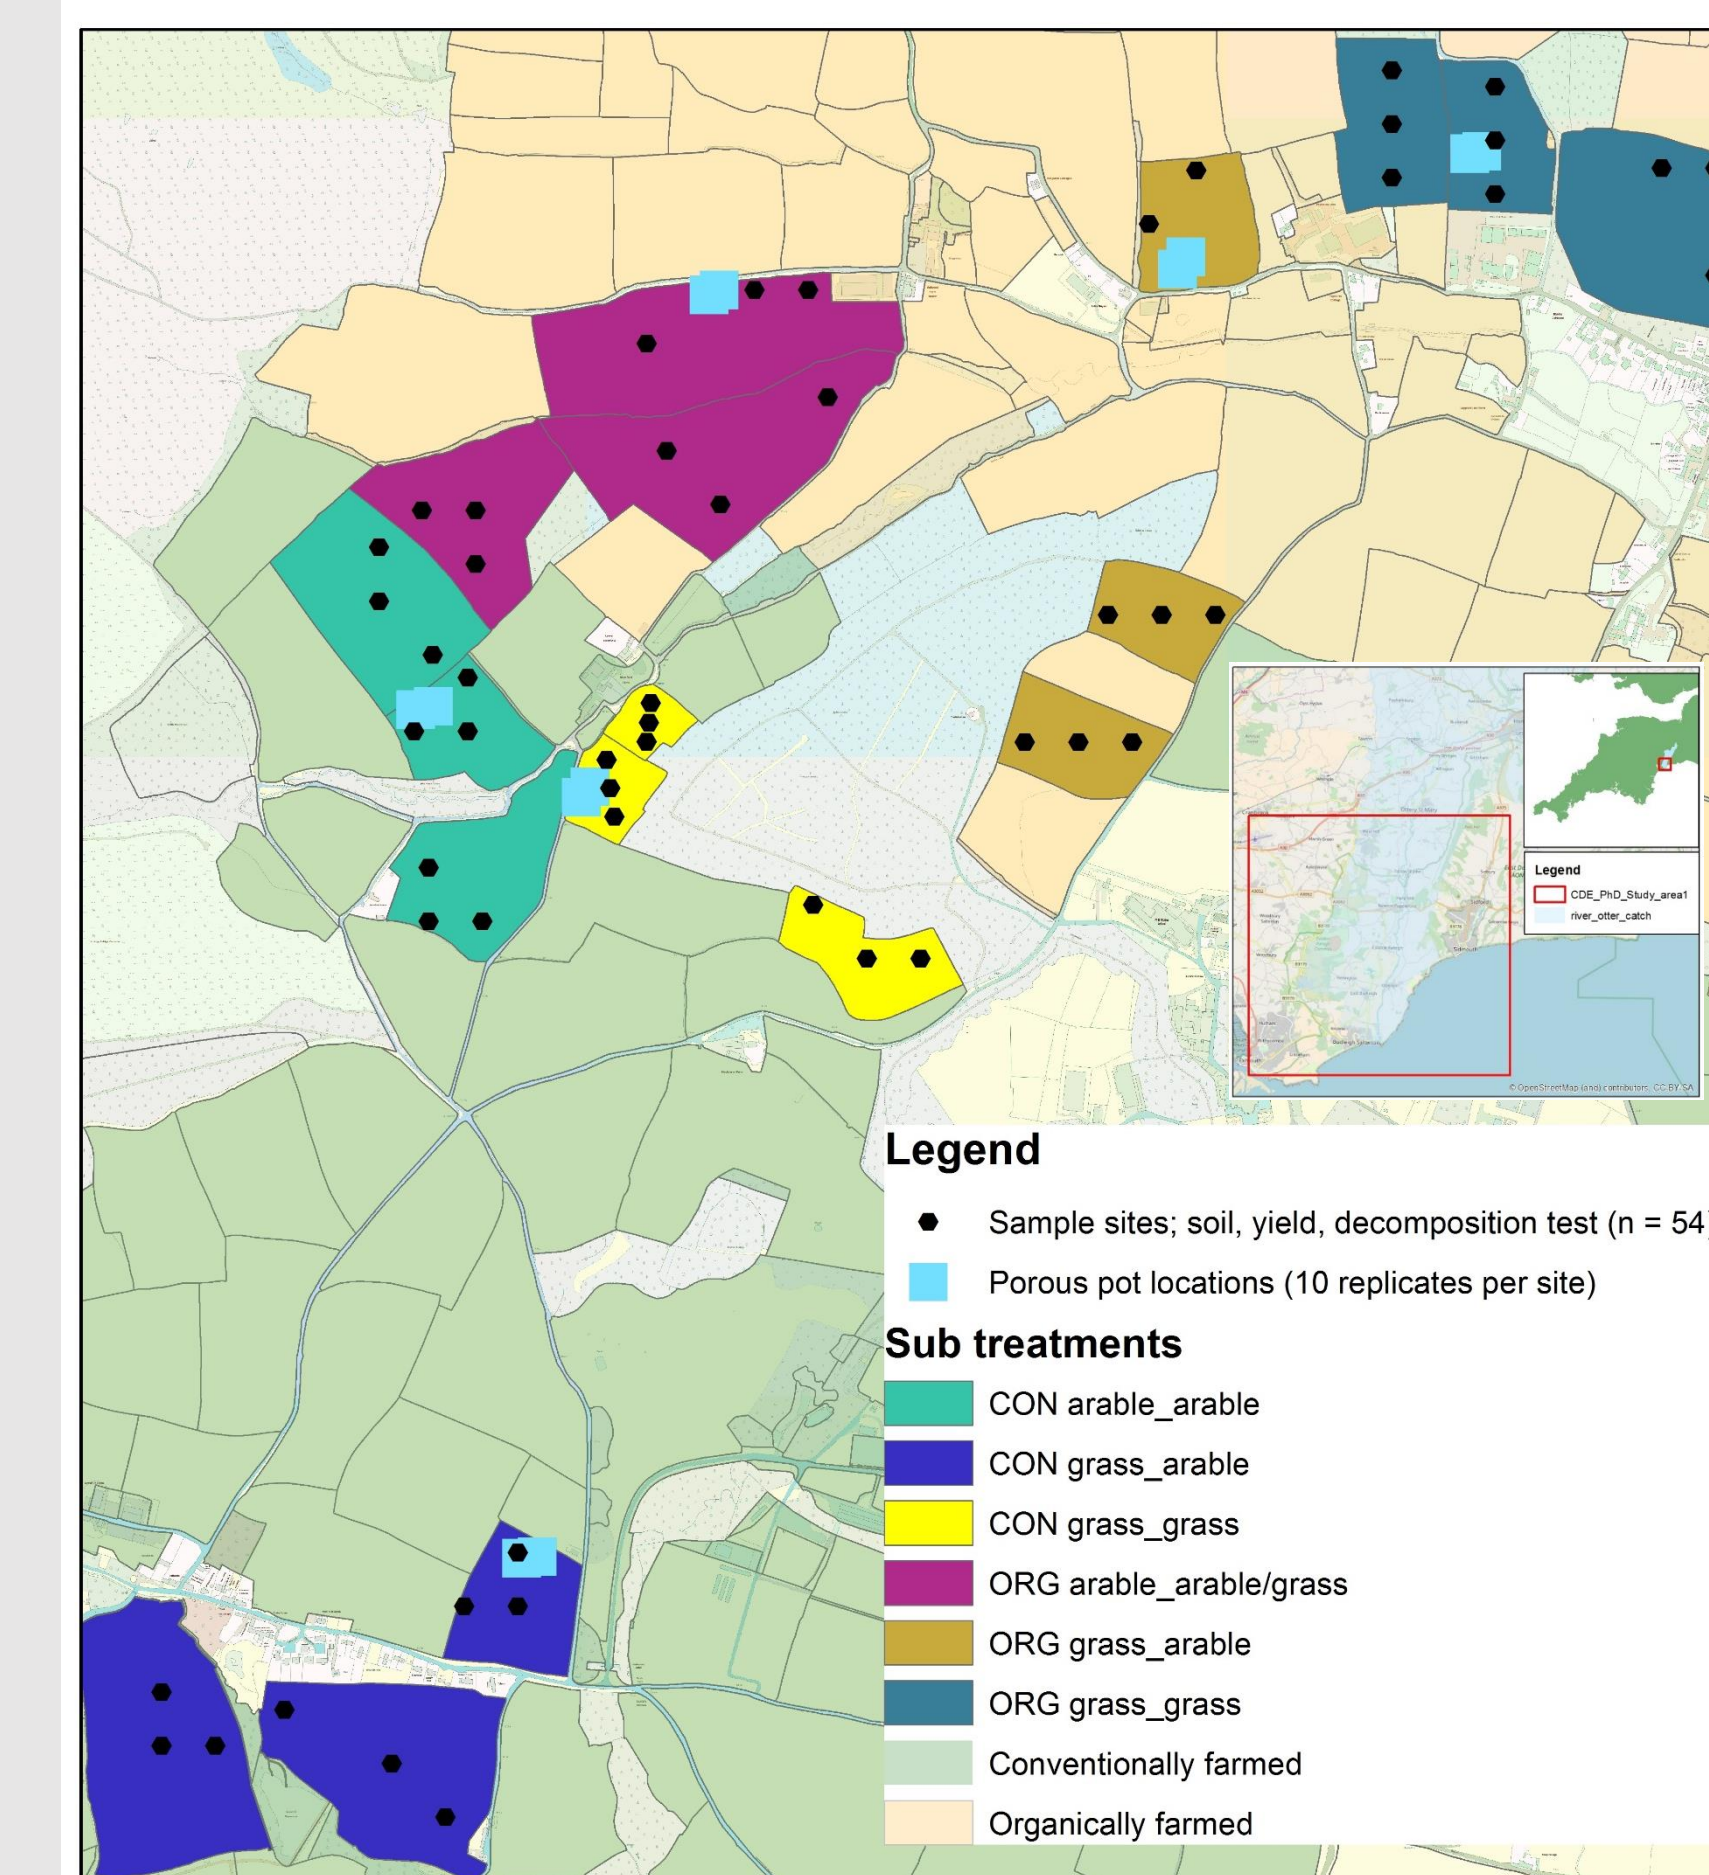 Legend
CDE_PhD_Study_area1
river_otter_catch
© OpenStreetMap (and) contributors, CC-BY-SA
Legend
Sample sites; soil, yield, decomposition test (n = 54)
Porous pot locations (10 replicates per site)
Sub treatments
CON arable_arable
CON grass_arable
CON grass_grass
ORG arable_arable/grass
ORG grass_arable
ORG grass_grass
Conventionally farmed
Organically farmed